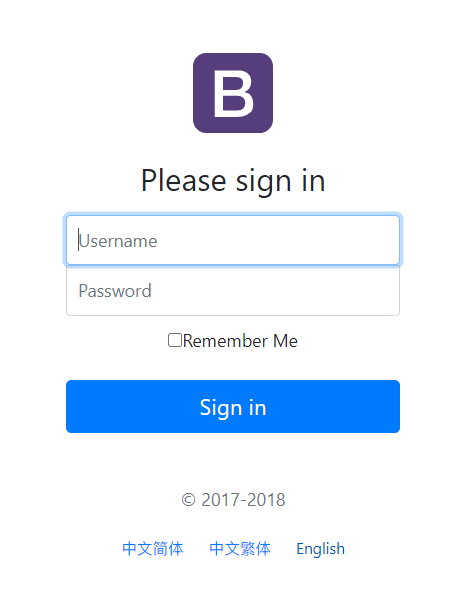 B
Please sign in
Username
Password
Remember Me
Sign in
© 2017-2018
中文简体 中文繁体 English